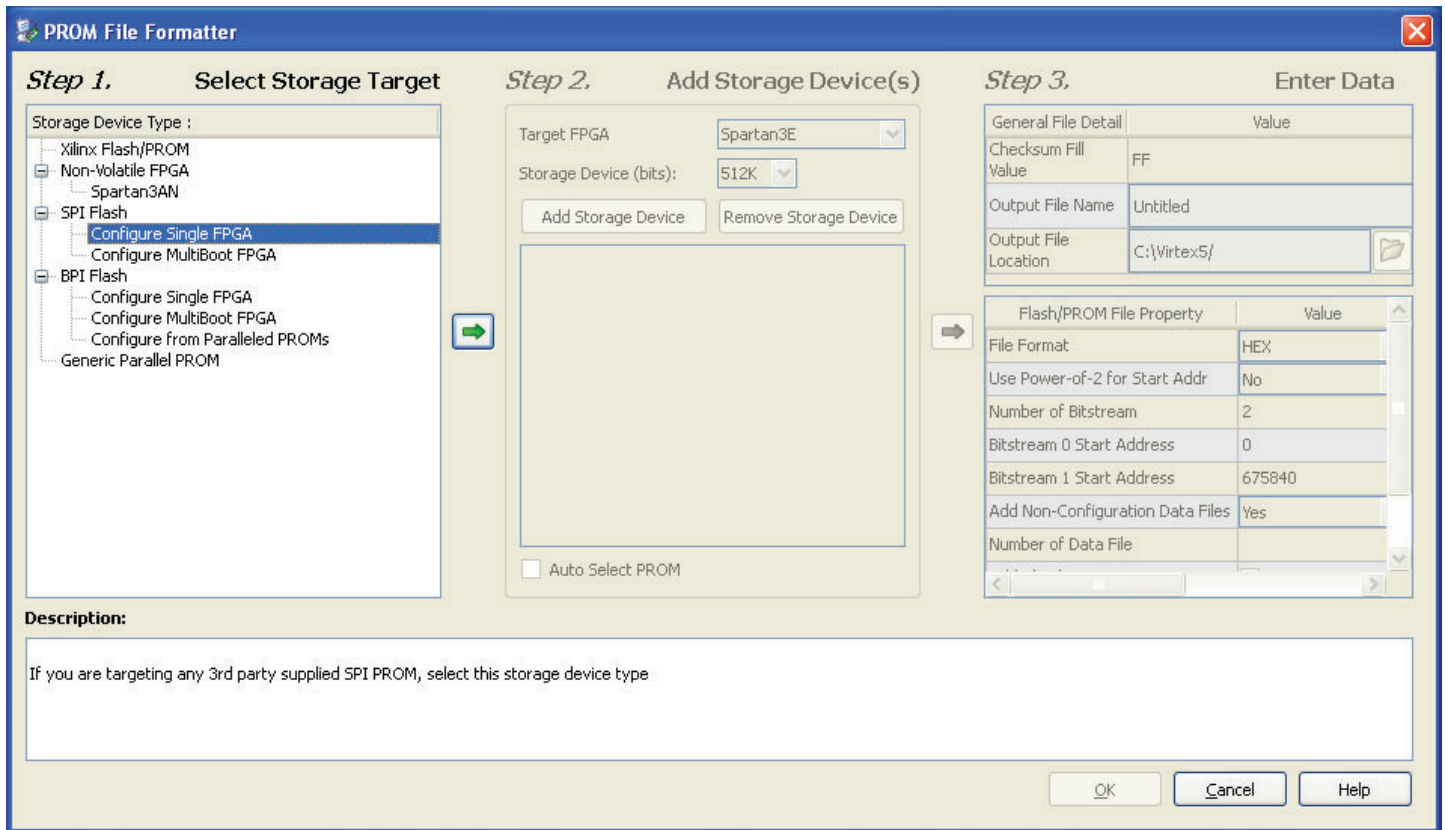 PROM File Formatter
Step 1. Select Storage Target
Storage Device Type :
Xilinx Flash/PROM
Non-Volatile FPGA
Spartan3AN
SPI Flash
Configure Single FPGA
Configure MultiBoot FPGA
BPI Flash
Configure Single FPGA
Configure MultiBoot FPGA
Configure from Paralleled PROMs
Generic Parallel PROM
Step 2. Add Storage Device(s)
Target FPGA Spartan3E
Storage Device (bits): 512K
Add Storage Device Remove Storage Device
Auto Select PROM
Step 3. Enter Data
General File Detail Value
Checksum Fill
Value FF
Output File Name Untitled
Output File
Location C:\Virtex5/
Flash/PROM File Property Value
File Format HEX
Use Power-of-2 for Start Addr No
Number of Bitstream 2
Bitstream 0 Start Address 0
Bitstream 1 Start Address 675840
Add Non-Configuration Data Files Yes
Number of Data File
Description:
If you are targeting any 3rd party supplied SPI PROM, select this storage device type
OK Cancel Help